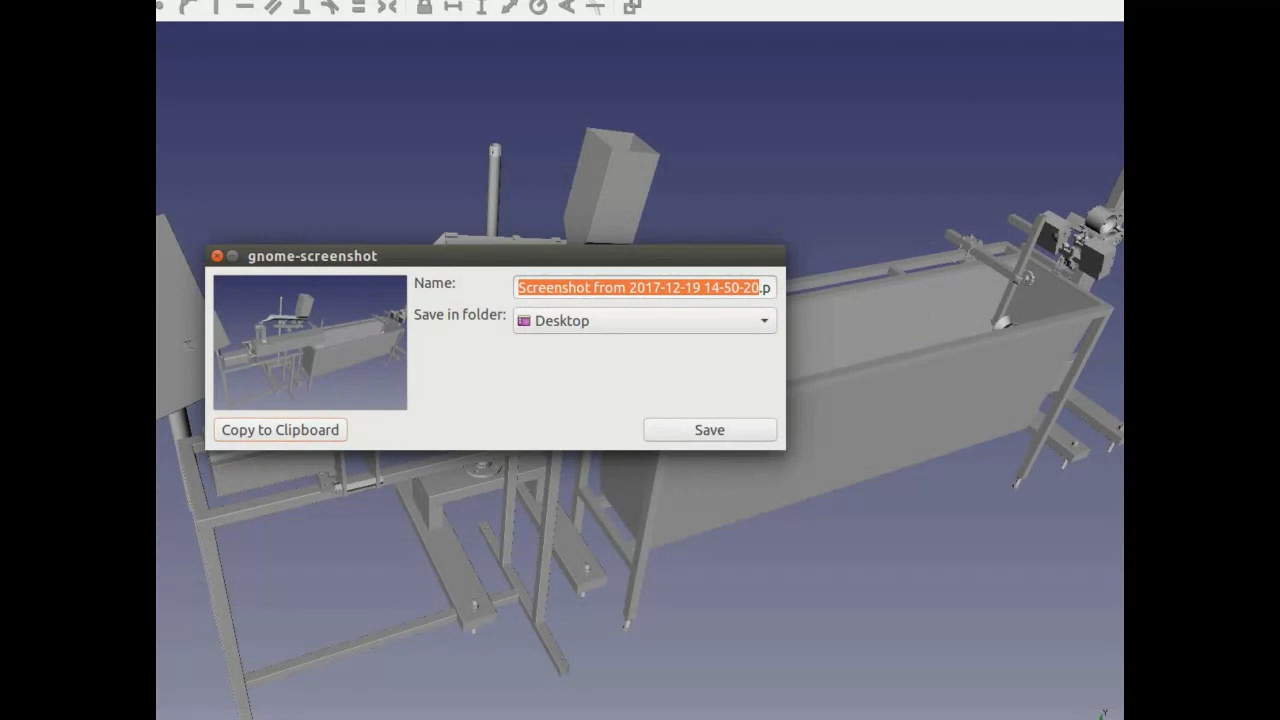 gnome-screenshot
Name:
Screenshot from 2017-12-19 14-50-20.p
Save in folder:
Desktop
Copy to Clipboard
Save
Y